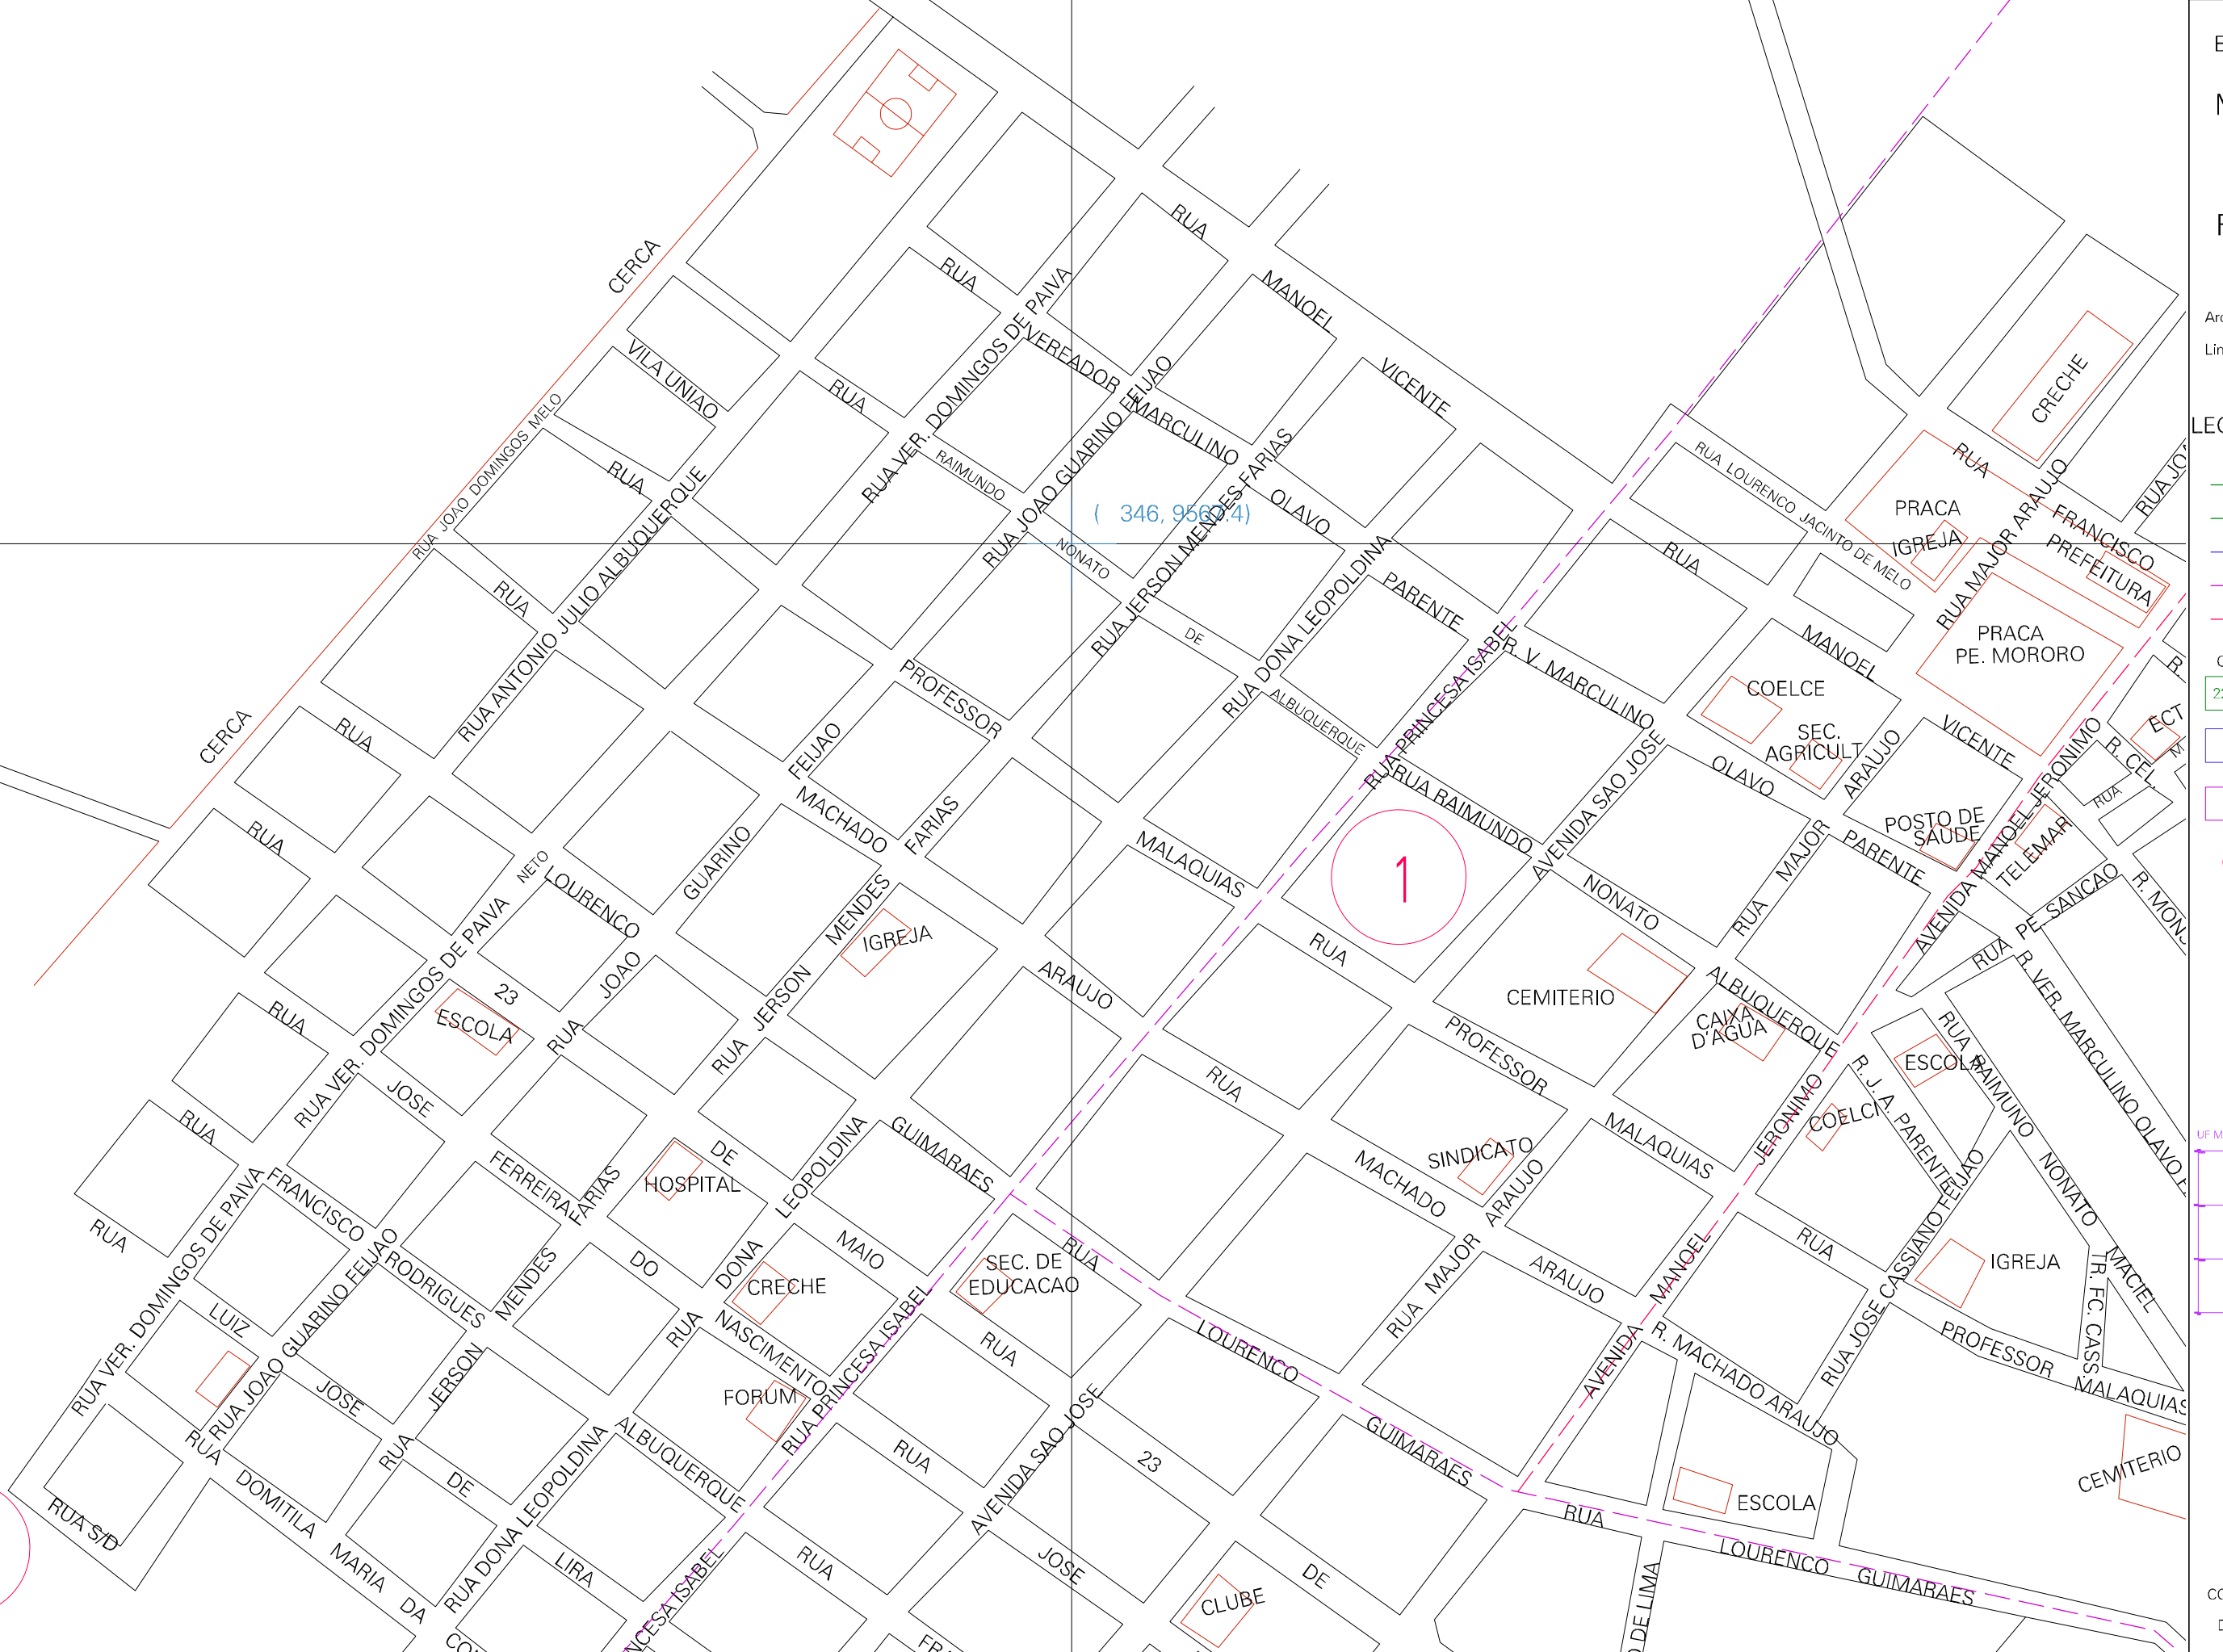 CERCA
RUA
RUA VER. DOMINGOS DE PAIVA
RUA
MANOEL
VICENTE
VILA UNIAO
RUA
VEREADOR
MARCULINO
OLAVO
PARENTE
RUA JOAO GUARINO FEIJAO
RUA JOAO DOMINGOS MELO
RUA
RAIMUNDO
NONATO
DE
ALBUQUERQUE
RUA ANTONIO JULIO ALBUQUERQUE
RUA JERSON MENDES FARIAS
( 346, 9567.4)
RUA DONA LEOPOLDINA
RUA PRINCESA ISABEL
RUA LOURENCO JACINTO DE MELO
RUA
MANOEL
VICENTE
CRECHE
RUA
FRANCISCO
PRACA
IGREJA
RUA MAJOR ARAUJO
PREFEITURA
PRACA
PE. MORORO
R. V. MARCULINO
OLAVO
PARENTE
COELCE
SEC.
AGRICULT
ARAUJO
POSTO DE
SAUDE
TELEMAR
ECT
R. CEL.
RUA
AVENIDA MANOEL JERONIMO
RUA PE. SANCAO
R. MONS
CERCA
RUA
RUA
PROFESSOR
MALAQUIAS
FEIJAO
MACHADO
ARAUJO
FARIAS
GUARINO
NETO
LOURENCO
GUIMARAES
RUA RAIMUNDO
NONATO
ALBUQUERQUE
AVENIDA SAO JOSE
RUA MAJOR
1
RUA
RUA
MENDES
JERSON
IGREJA
RUA VER. DOMINGOS DE PAIVA
23
ESCOLA
RUA JOAO
RUA
RUA
PROFESSOR
MALAQUIAS
CEMITERIO
CAIXA
D'AGUA
RUA RAIMUNO
NONATO
MACIEL
R. VER. MARCULINO OLAVO
ESCOLA
COELCI
R. J. A. PARENTE
RUA
JOSE
DE
MAIO
RUA
MACHADO
ARAUJO
SINDICATO
ARAUJO
JERONIMO
RUA
FERREIRA
DO
NASCIMENTO
FARIAS
HOSPITAL
LEOPOLDINA
DONA
RUA
CRECHE
SEC. DE
EDUCACAO
RUA
LOURENCO
GUIMARAES
RUA MAJOR
MANOEL
AVENIDA
RUA
PROFESSOR
MALAQUIAS
RUA JOSE CASSIANO FEIJAO
IGREJA
TR. FC. CASS.
RUA
FRANCISCO
RODRIGUES
MENDES
JERSON
RUA
ALBUQUERQUE
RUA VER. DOMINGOS DE PAIVA
LUIZ
JOSE
DE
LIRA
RUA JOAO GUARINO FEIJAO
FORUM
RUA PRINCESA ISABEL
RUA
23
DE
R. MACHADO ARAUJO
RUA
DOMITILA
MARIA
DA
RUA S/D
RUA DONA LEOPOLDINA
RUA
JOSE
AVENIDA SAO JOSE
RUA
CLUBE
ESCOLA
CEMITERIO
RUA
LOURENCO
GUIMARAES
DE LIMA